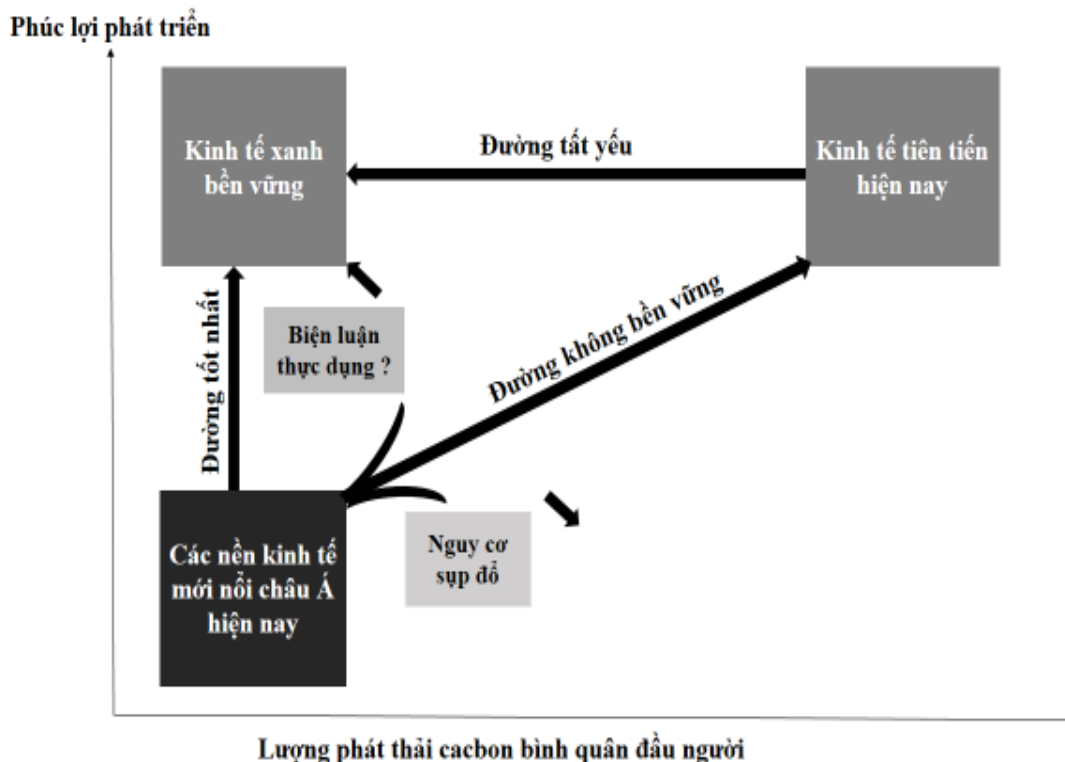 Phúc lợi phát triển
Kinh tế xanh
bền vững
Đường tất yếu
Kinh tế tiên tiến
hiện nay
Đường tốt nhất
Biện luận
thực dụng ?
Đường không bền vững
Các nền kinh tế
mới nổi châu Á
hiện nay
Nguy cơ
sụp đổ
Lượng phát thải cacbon bình quân đầu người